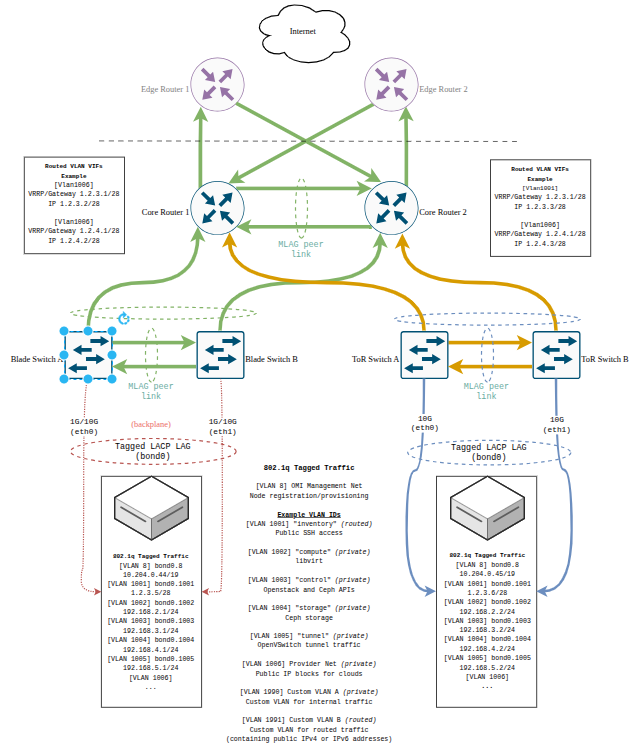 Internet
Edge Router 1
Edge Router 2
Routed VLAN VIFs
Example
[Vlan1006]
VRRP/Gateway 1.2.3.1/28
IP 1.2.3.2/28
[Vlan1006]
VRRP/Gateway 1.2.4.1/28
IP 1.2.4.2/28
Routed VLAN VIFs
Example
[Vlan1001]
VRRP/Gateway 1.2.3.1/28
IP 1.2.3.3/28
[Vlan1006]
VRRP/Gateway 1.2.4.1/28
IP 1.2.4.3/28
Core Router 1
Core Router 2
MLAG peer
link
Blade Switch A
Blade Switch B
ToR Switch A
ToR Switch B
MLAG peer
link
MLAG peer
link
1G/10G
(eth0)
(backplane)
1G/10G
(eth1)
10G
(eth0)
10G
(eth1)
Tagged LACP LAG
(bond0)
Tagged LACP LAG
(bond0)
802.1q Tagged Traffic
[VLAN 8] bond0.8
10.204.0.44/19
[VLAN 1001] bond0.1001
1.2.3.5/28
[VLAN 1002] bond0.1002
192.168.2.1/24
[VLAN 1003] bond0.1003
192.168.3.1/24
[VLAN 1004] bond0.1004
192.168.4.1/24
[VLAN 1005] bond0.1005
192.168.5.1/24
[VLAN 1006]
...
802.1q Tagged Traffic
[VLAN 8] OMI Management Net
Node registration/provisioning
Example VLAN IDs
[VLAN 1001] "inventory" (routed)
Public SSH access
[VLAN 1002] "compute" (private)
libvirt
[VLAN 1003] "control" (private)
Openstack and Ceph APIs
[VLAN 1004] "storage" (private)
Ceph storage
[VLAN 1005] "tunnel" (private)
OpenVSwitch tunnel traffic
[VLAN 1006] Provider Net (private)
Public IP blocks for clouds
[VLAN 1990] Custom VLAN A (private)
Custom VLAN for internal traffic
[VLAN 1991] Custom VLAN B (routed)
Custom VLAN for routed traffic
(containing public IPv4 or IPv6 addresses)
802.1q Tagged Traffic
[VLAN 8] bond0.8
10.204.0.45/19
[VLAN 1001] bond0.1001
1.2.3.6/28
[VLAN 1002] bond0.1002
192.168.2.2/24
[VLAN 1003] bond0.1003
192.168.3.2/24
[VLAN 1004] bond0.1004
192.168.4.2/24
[VLAN 1005] bond0.1005
192.168.5.2/24
[VLAN 1006]
...